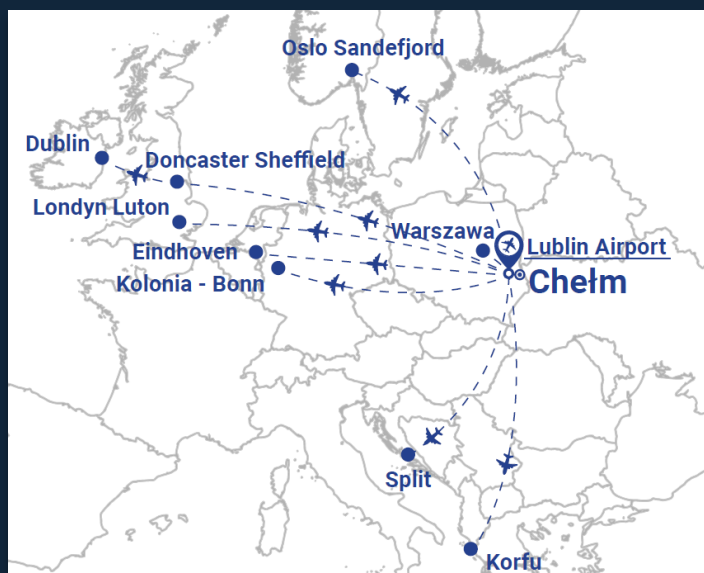 Oslo Sandefjord
Dublin
Doncaster Sheffield
Londyn Luton
Warszawa
Lublin Airport
Eindhoven
Chełm
Kolonia - Bonn
Split
Korfu